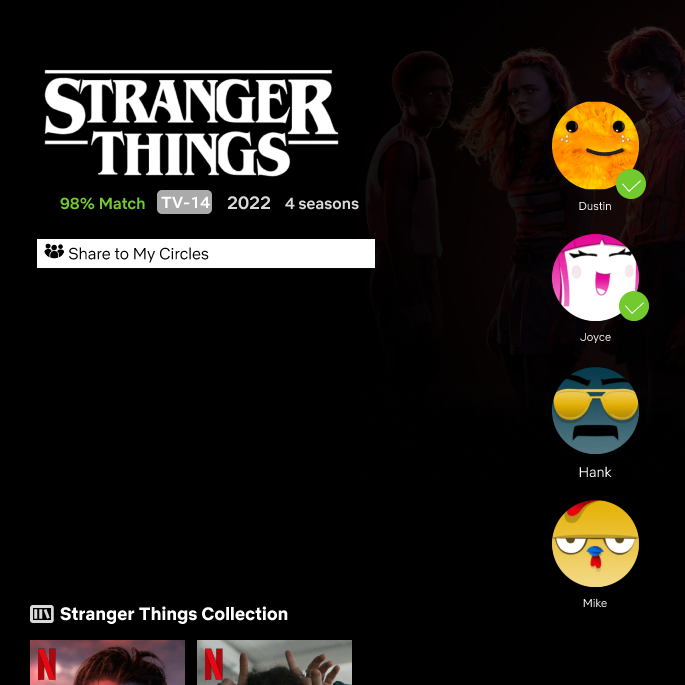 STRANGER
THINGS
98% Match TV-14 2022 4 seasons
Share to My Circles
Dustin
Joyce
Hank
Mike
Stranger Things Collection
N N